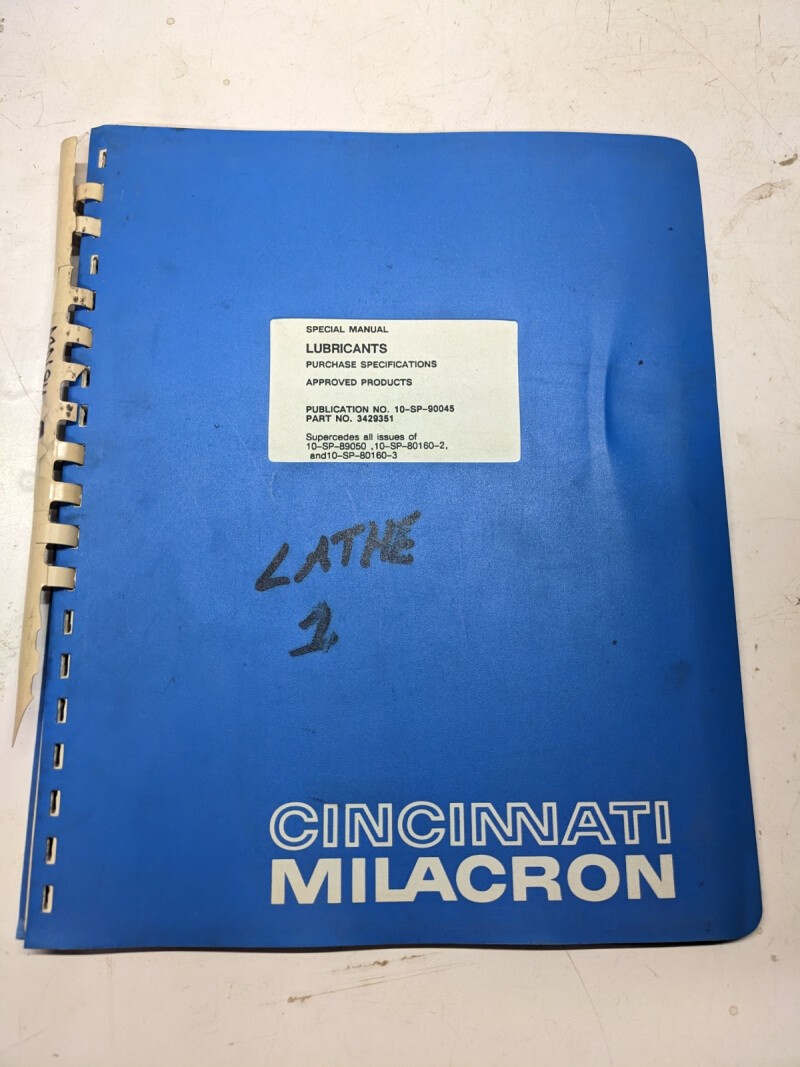 SPECIAL MANUAL
LUBRICANTS
PURCHASE SPECIFICATIONS
APPROVED PRODUCTS
PUBLICATION NO. 10-SP-90045
PART NO. 3429351
Supercedes all issues of
10-SP-89050 ,10-SP-80160-2,
and10-SP-80160-3
LATHE
1
CINCINNATI
MILACRON